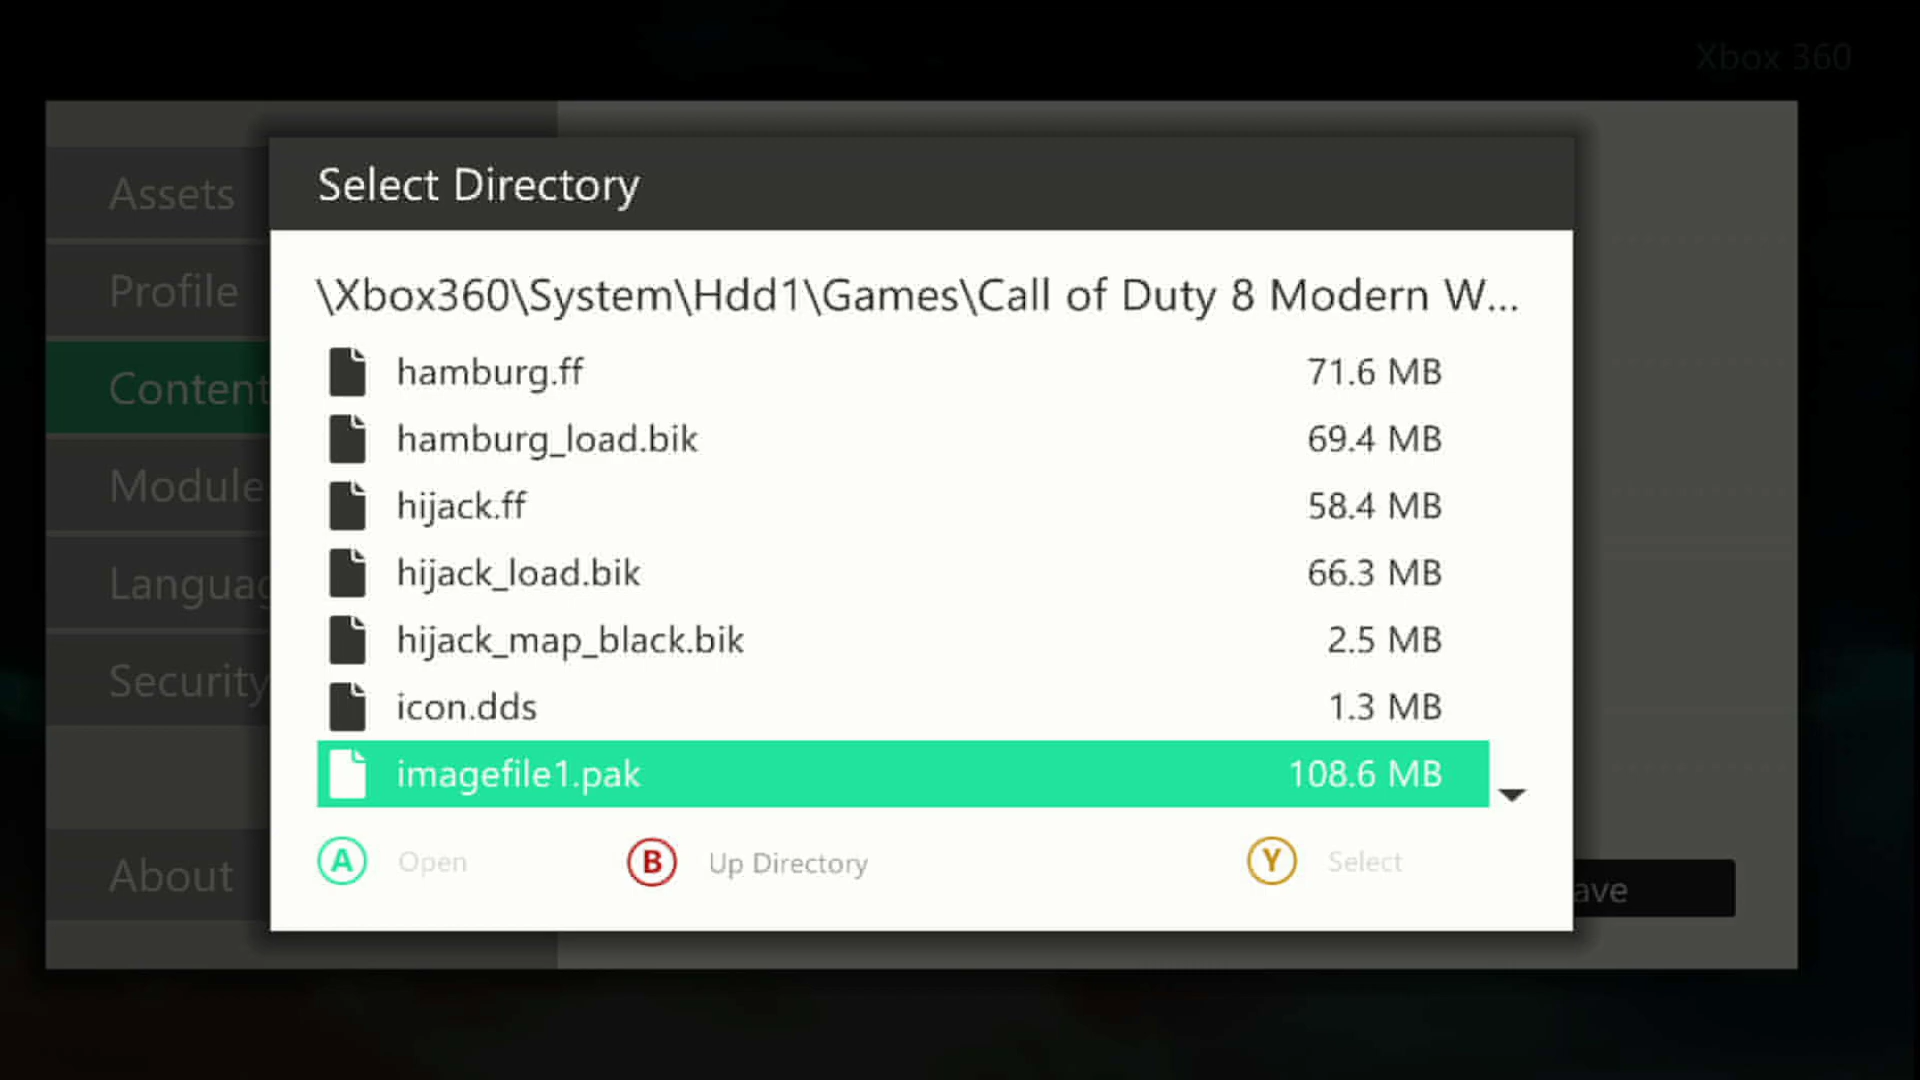 Xbox 360
Select Directory
\Xbox360\System\Hdd1\Games\Call of Duty 8 Modern W...
Assets
Profile
Content
Module
Languag
Security
About
hamburg.ff 71.6 MB
hamburg_load.bik 69.4 MB
hijack.ff 58.4 MB
hijack_load.bik 66.3 MB
hijack_map_black.bik 2.5 MB
icon.dds 1.3 MB
imagefile1.pak 108.6 MB
A Open B Up Directory Y Select
ave